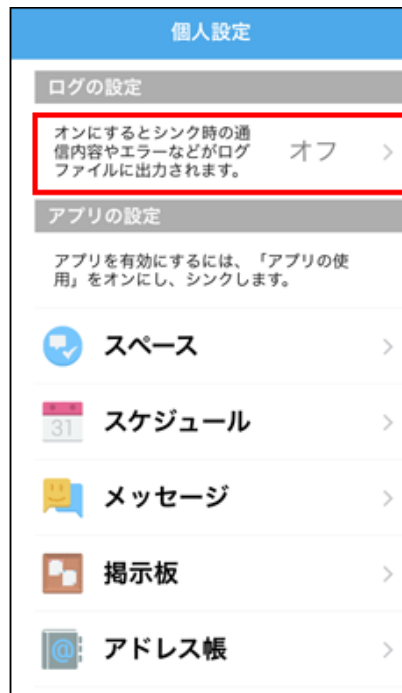 個人設定
ログの設定
オンにするとシンク時の通
信内容やエラーなどがログ
ファイルに出力されます。
オフ
アプリの設定
アプリを有効にするには、「アプリの使
用」をオンにし、シンクします。
スペース
31
スケジュール
メッセージ
掲示板
@
アドレス帳